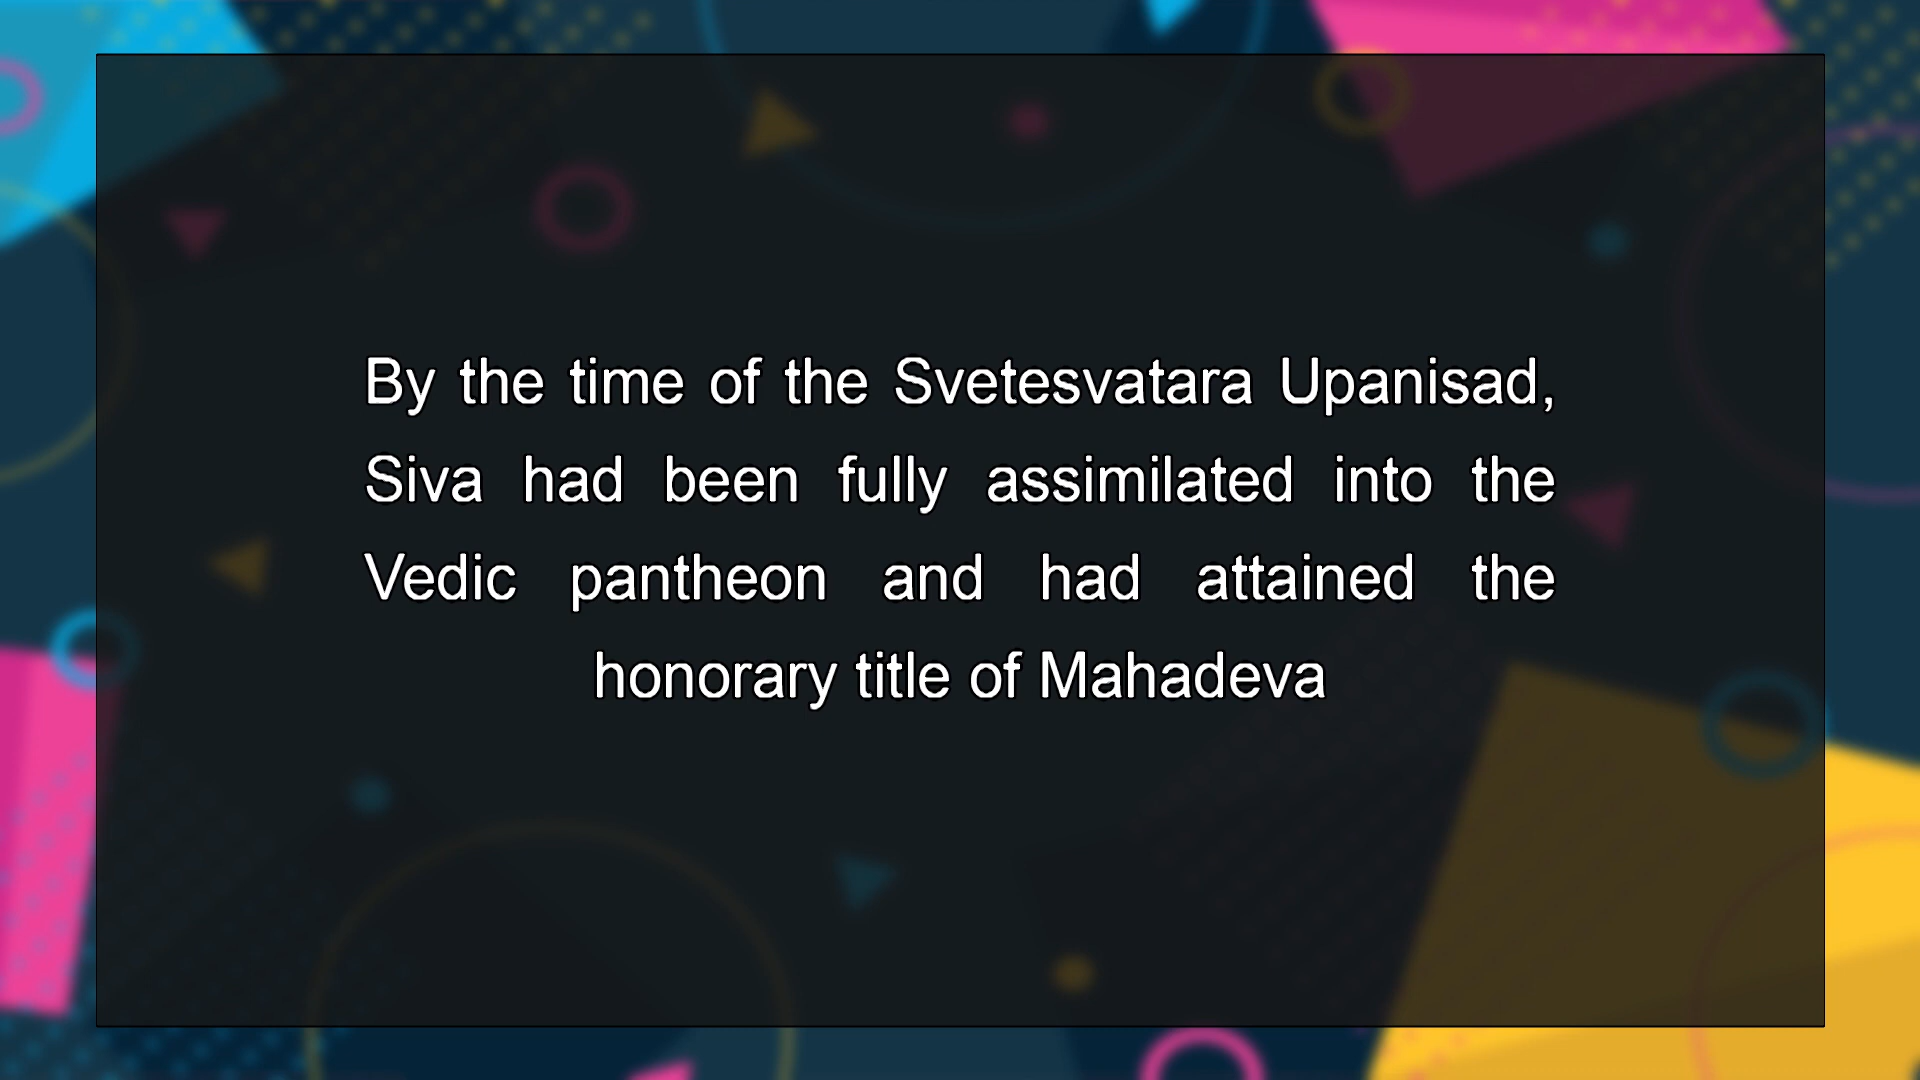 By the time of the Svetesvatara Upanisad,
Siva had been fully assimilated into the
Vedic pantheon and had attained the
honorary title of Mahadeva